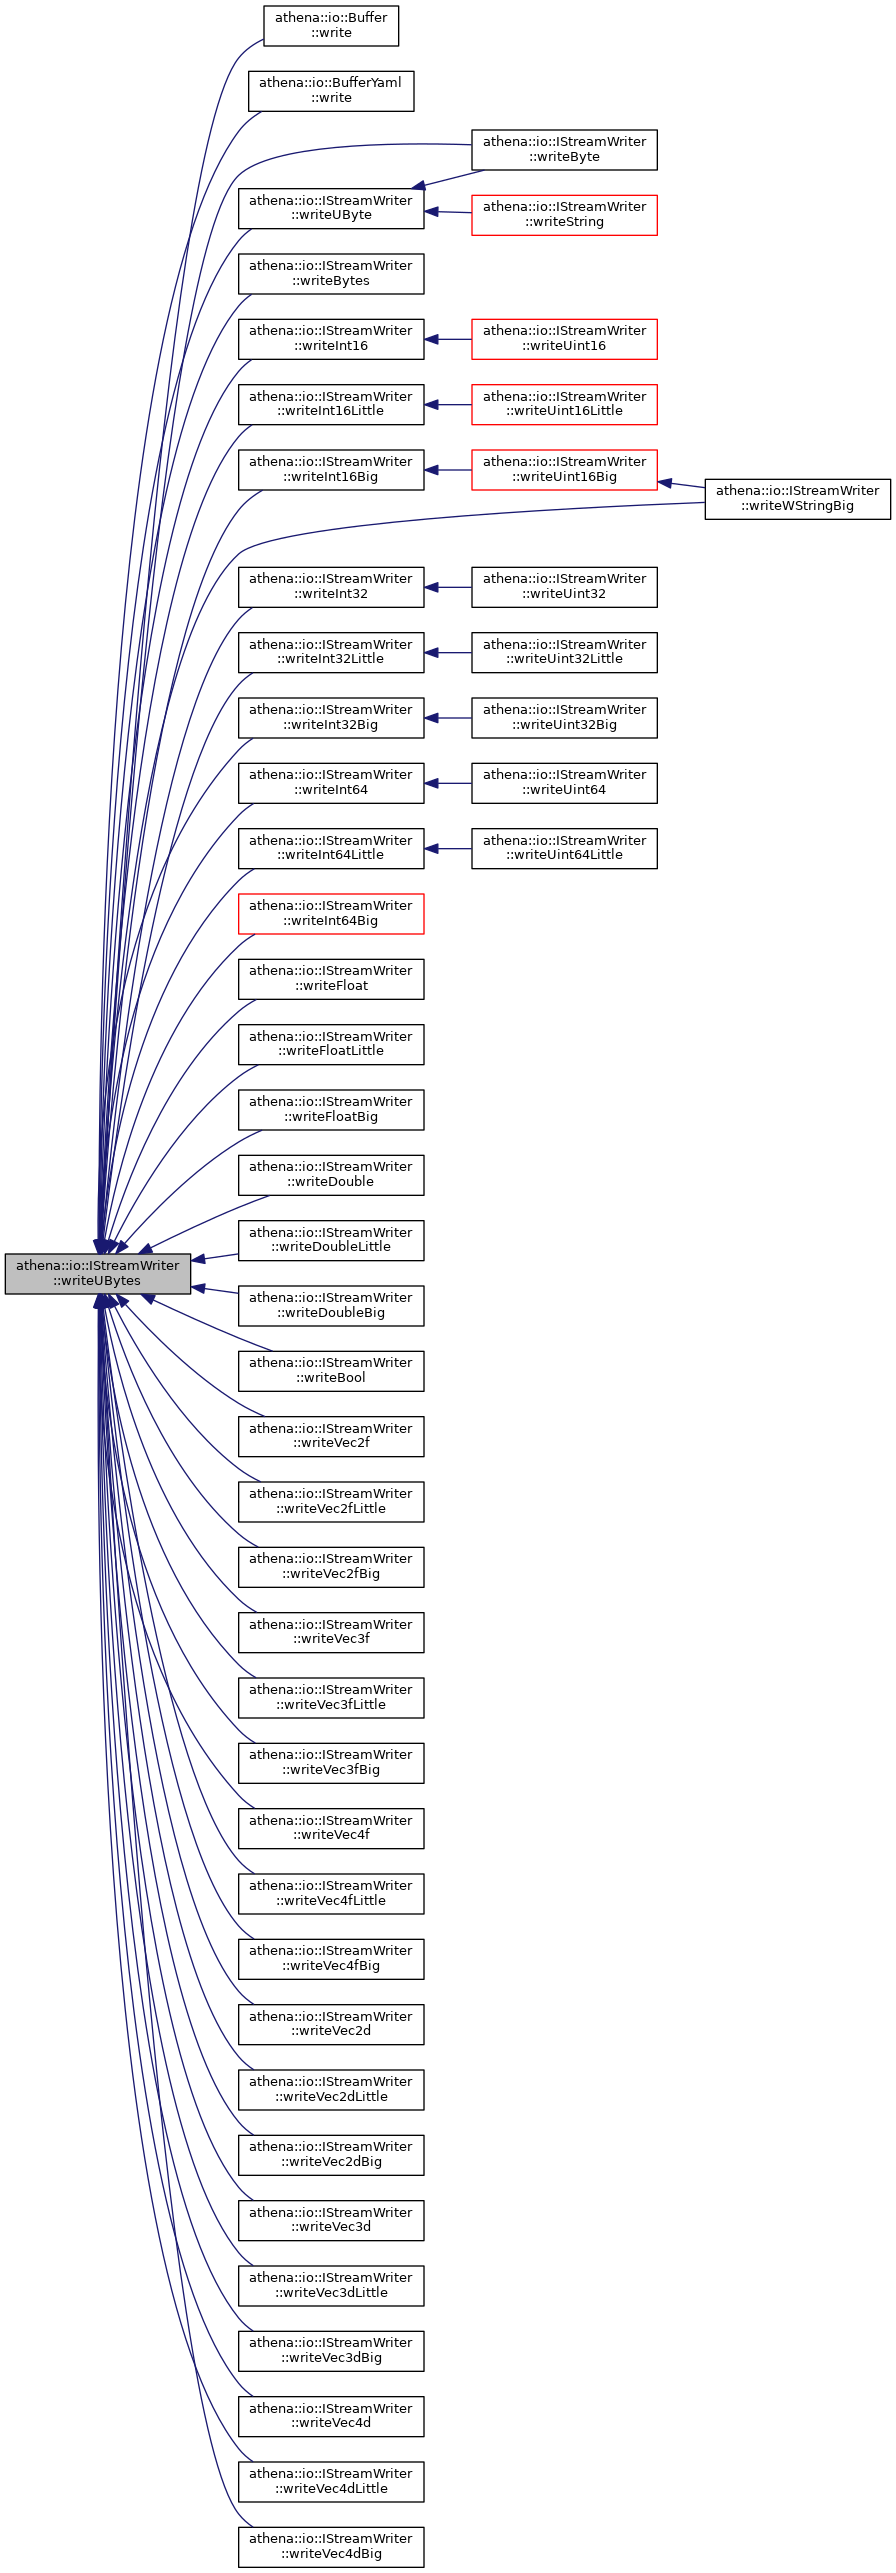 athena::io::Buffer
::write
athena::io::BufferYaml
::write
athena::io::IStreamWriter
::writeByte
athena::io::IStreamWriter
::writeUByte
athena::io::IStreamWriter
::writeString
athena::io::IStreamWriter
::writeBytes
athena::io::IStreamWriter
::writeInt16
athena::io::IStreamWriter
::writeUint16
athena::io::IStreamWriter
::writeInt16Little
athena::io::IStreamWriter
::writeUint16Little
athena::io::IStreamWriter
::writeInt16Big
athena::io::IStreamWriter
::writeUint16Big
athena::io::IStreamWriter
::writeWStringBig
athena::io::IStreamWriter
::writeInt32
athena::io::IStreamWriter
::writeUint32
athena::io::IStreamWriter
::writeInt32Little
athena::io::IStreamWriter
::writeUint32Little
athena::io::IStreamWriter
::writeInt32Big
athena::io::IStreamWriter
::writeUint32Big
athena::io::IStreamWriter
::writeInt64
athena::io::IStreamWriter
::writeUint64
athena::io::IStreamWriter
::writeInt64Little
athena::io::IStreamWriter
::writeUint64Little
athena::io::IStreamWriter
::writeInt64Big
athena::io::IStreamWriter
::writeFloat
athena::io::IStreamWriter
::writeFloatLittle
athena::io::IStreamWriter
::writeFloatBig
athena::io::IStreamWriter
::writeDouble
athena::io::IStreamWriter
::writeDoubleLittle
athena::io::IStreamWriter
::writeUBytes
athena::io::IStreamWriter
::writeDoubleBig
athena::io::IStreamWriter
::writeBool
athena::io::IStreamWriter
::writeVec2f
athena::io::IStreamWriter
::writeVec2fLittle
athena::io::IStreamWriter
::writeVec2fBig
athena::io::IStreamWriter
::writeVec3f
athena::io::IStreamWriter
::writeVec3fLittle
athena::io::IStreamWriter
::writeVec3fBig
athena::io::IStreamWriter
::writeVec4f
athena::io::IStreamWriter
::writeVec4fLittle
athena::io::IStreamWriter
::writeVec4fBig
athena::io::IStreamWriter
::writeVec2d
athena::io::IStreamWriter
::writeVec2dLittle
athena::io::IStreamWriter
::writeVec2dBig
athena::io::IStreamWriter
::writeVec3d
athena::io::IStreamWriter
::writeVec3dLittle
athena::io::IStreamWriter
::writeVec3dBig
athena::io::IStreamWriter
::writeVec4d
athena::io::IStreamWriter
::writeVec4dLittle
athena::io::IStreamWriter
::writeVec4dBig